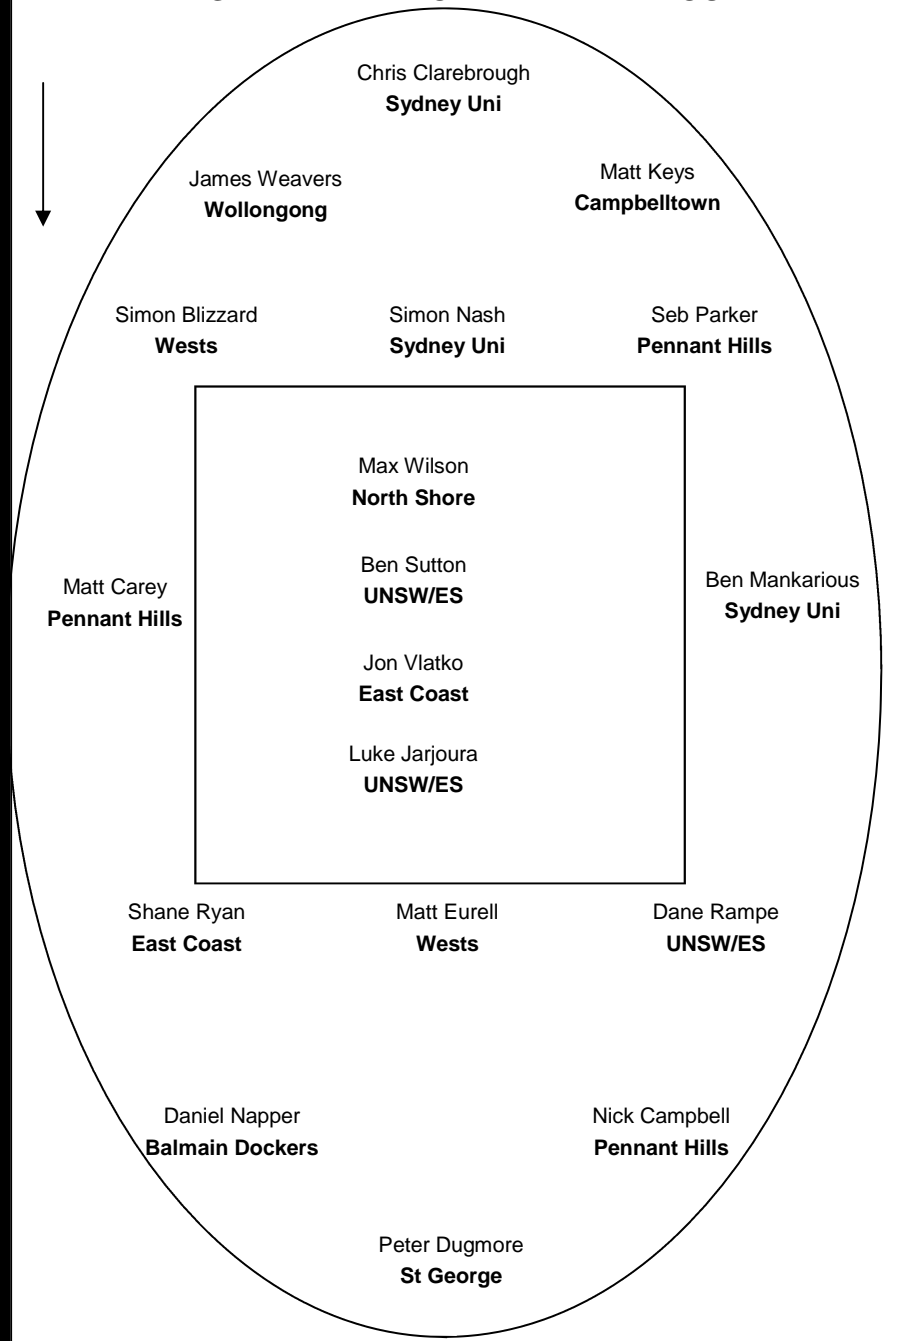 Chris Clarebrough
Sydney Uni
James Weavers
Wollongong
Matt Keys
Campbelltown
Simon Blizzard
Wests
Simon Nash
Sydney Uni
Seb Parker
Pennant Hills
Max Wilson
North Shore
Ben Sutton
UNSW/ES
Matt Carey
Pennant Hills
Ben Mankarious
Sydney Uni
Jon Vlatko
East Coast
Luke Jarjoura
UNSW/ES
Shane Ryan
East Coast
Matt Eurell
Wests
Dane Rampe
UNSW/ES
Daniel Napper
Balmain Dockers
Nick Campbell
Pennant Hills
Peter Dugmore
St George